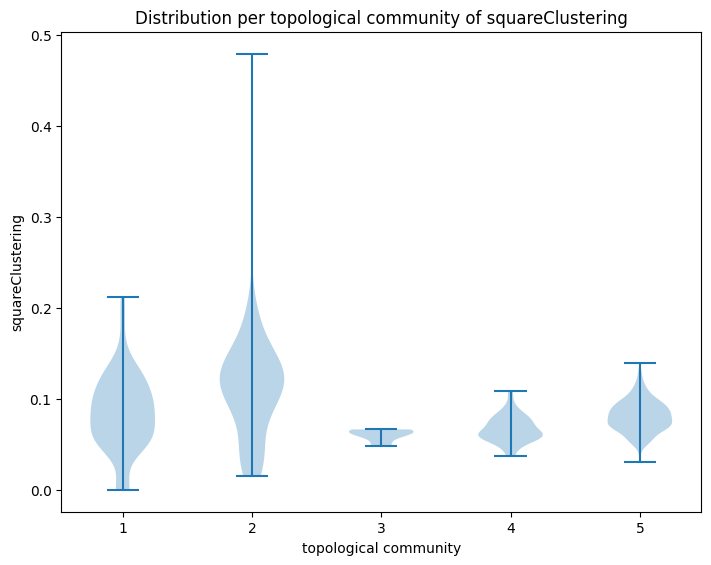 Distribution per topological community of squareClustering
0.5
0.4
0.3
0.2
0.1
0.0
squareClustering
1 2 3 4 5
topological community